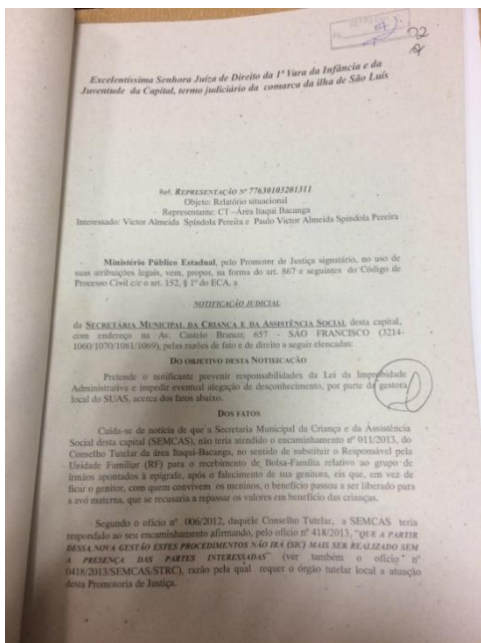 02
Excelentíssima Senhora Juíza de Direito da 1ª Vara da Infância e da
Juventude da Capital, termo judiciário da comarca da ilha de São Luís
Ref. REPRESENTAÇÃO Nº 77630103201311
Objeto: Relatório situacional
Representante: CT –Área Itaqui Bacanga
Interessado: Victor Almeida Spíndola Pereira e Paulo Victor Almeida Spíndola Pereira
Ministério Público Estadual, pelo Promotor de Justiça signatário, no uso de
suas atribuições legais, vem, propor, na forma do art. 867 e seguintes do Código de
Processo Civil c/c o art. 152, § 1º do ECA, a
NOTIFICAÇÃO JUDICIAL
da SECRETÁRIA MUNICIPAL DA CRIANÇA E DA ASSISTÊNCIA SOCIAL desta capital,
com endereço na Av. Castelo Branco, 657 - SÃO FRANCISCO (3214-
1060/1070/1061/1069), pelas razões de fato e de direito a seguir elencadas:
DO OBJETIVO DESTA NOTIFICAÇÃO
Pretende o notificante prevenir responsabilidades da Lei da Improbidade
Administrativa e impedir eventual alegação de desconhecimento, por parte da gestora
local do SUAS, acerca dos fatos abaixo.
DOS FATOS
Cuida-se de notícia de que a Secretaria Municipal da Criança e da Assistência
Social desta capital (SEMCAS), não teria atendido o encaminhamento nº 011/2013, do
Conselho Tutelar da área Itaqui-Bacanga, no sentido de substituir o Responsável pela
Unidade Familiar (RF) para o recebimento de Bolsa-Família relativo ao grupo de
irmãos apontados à epígrafe, após o falecimento de sua genitora, eis que, em vez de
ficar o genitor, com quem convivem os meninos, o benefício passou a ser liberado para
a avó materna, que se recusaria a repassar os valores em benefício das crianças.
Segundo o ofício nº 006/2012, daquele Conselho Tutelar, a SEMCAS teria
respondido ao seu encaminhamento afirmando, pelo ofício nº 418/2013, "QUE A PARTIR
DESSA NOVA GESTÃO ESTES PROCEDIMENTOS NÃO IRÁ (SIC) MAIS SER REALIZADO SEM
A PRESENÇA DAS PARTES INTERESSADAS" (ver também o ofício nº
0418/2013/SEMCAS/STRC), razão pela qual requer o órgão tutelar local a atuação
desta Promotoria de Justiça.